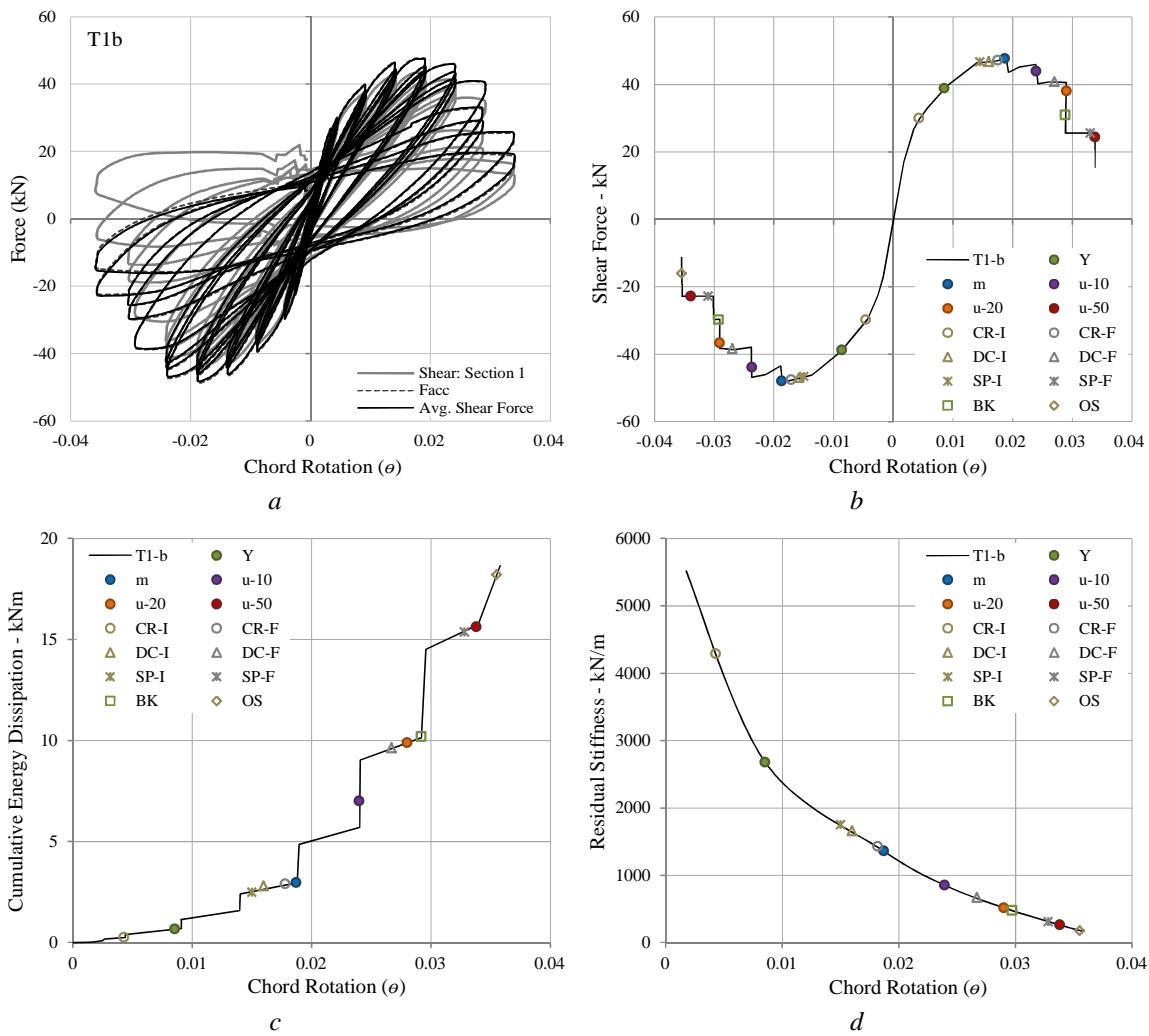 T1b
60
40
20
0
-20
-40
-60
-0.04
-0.02
0
0.02
0.04
Force (kN)
Chord Rotation (ɵ)
Shear: Section 1
Facc
Avg. Shear Force
a
60
40
20
0
-20
-40
-60
-0.04
-0.03
-0.02
-0.01
0
0.01
0.02
0.03
0.04
Shear Force - kN
Chord Rotation (ɵ)
T1-b
Y
m
u-10
u-20
u-50
CR-I
CR-F
DC-I
DC-F
SP-I
SP-F
BK
OS
b
20
15
10
5
0
0
0.01
0.02
0.03
0.04
Cumulative Energy Dissipation - kNm
Chord Rotation (ɵ)
T1-b
Y
m
u-10
u-20
u-50
CR-I
CR-F
DC-I
DC-F
SP-I
SP-F
BK
OS
c
6000
5000
4000
3000
2000
1000
0
0
0.01
0.02
0.03
0.04
Residual Stiffness - kN/m
Chord Rotation (ɵ)
T1-b
Y
m
u-10
u-20
u-50
CR-I
CR-F
DC-I
DC-F
SP-I
SP-F
BK
OS
d